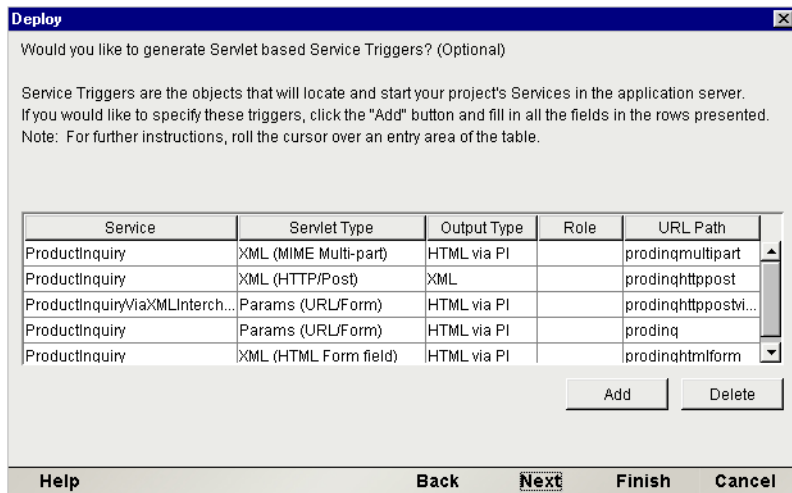 Deploy
Would you like to generate Servlet based Service Triggers? (Optional)
Service Triggers are the objects that will locate and start your project's Services in the application server.
If you would like to specify these triggers, click the "Add" button and fill in all the fields in the rows presented.
Note: For further instructions, roll the cursor over an entry area of the table.
Service Servlet Type Output Type Role URL Path
ProductInquiry XML (MIME Multi-part) HTML via PI prodinqmultipart
ProductInquiry XML (HTTP/Post) XML prodinqhttppost
ProductInquiryViaXMLInterch... Params (URL/Form) HTML via PI prodinqhttppostvi...
ProductInquiry Params (URL/Form) HTML via PI prodinq
ProductInquiry XML (HTML Form field) HTML via PI prodinqhtmlform
Add Delete
Help Back Next Finish Cancel